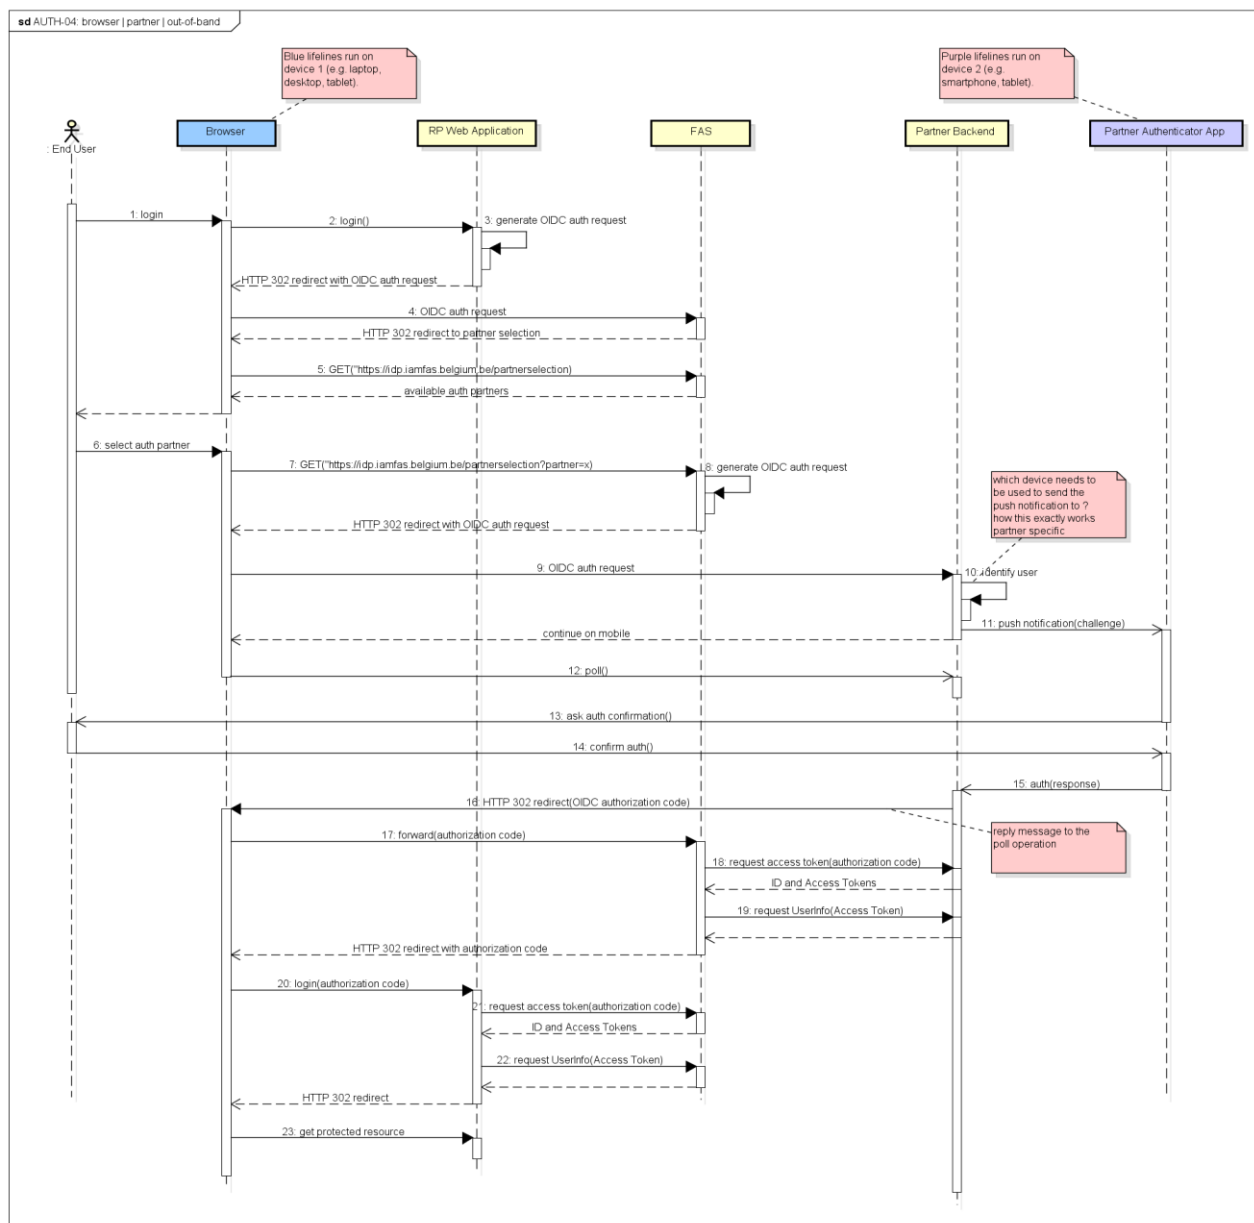 sd AUTH-04: browser | partner | out-of-band
Blue lifelines run on
device 1 (e.g. laptop,
desktop, tablet).
Purple lifelines run on
device 2 (e.g.
smartphone, tablet).
: End User
Browser
RP Web Application
FAS
Partner Backend
Partner Authenticator App
1: login
2: login()
3: generate OIDC auth request
HTTP 302 redirect with OIDC auth request
4: OIDC auth request
HTTP 302 redirect to partner selection
5: GET("https://idp.iamfas.belgium.be/partnerselection)
available auth partners
6: select auth partner
7: GET("https://idp.iamfas.belgium.be/partnerselection?partner=x)
8: generate OIDC auth request
which device needs to
be used to send the
push notification to ?
how this exactly works
partner specific
HTTP 302 redirect with OIDC auth request
9: OIDC auth request
10: identify user
11: push notification(challenge)
continue on mobile
12: poll()
13: ask auth confirmation()
14: confirm auth()
15: auth(response)
16: HTTP 302 redirect(OIDC authorization code)
reply message to the
poll operation
17: forward(authorization code)
18: request access token(authorization code)
ID and Access Tokens
19: request UserInfo(Access Token)
HTTP 302 redirect with authorization code
20: login(authorization code)
21: request access token(authorization code)
ID and Access Tokens
22: request UserInfo(Access Token)
HTTP 302 redirect
23: get protected resource